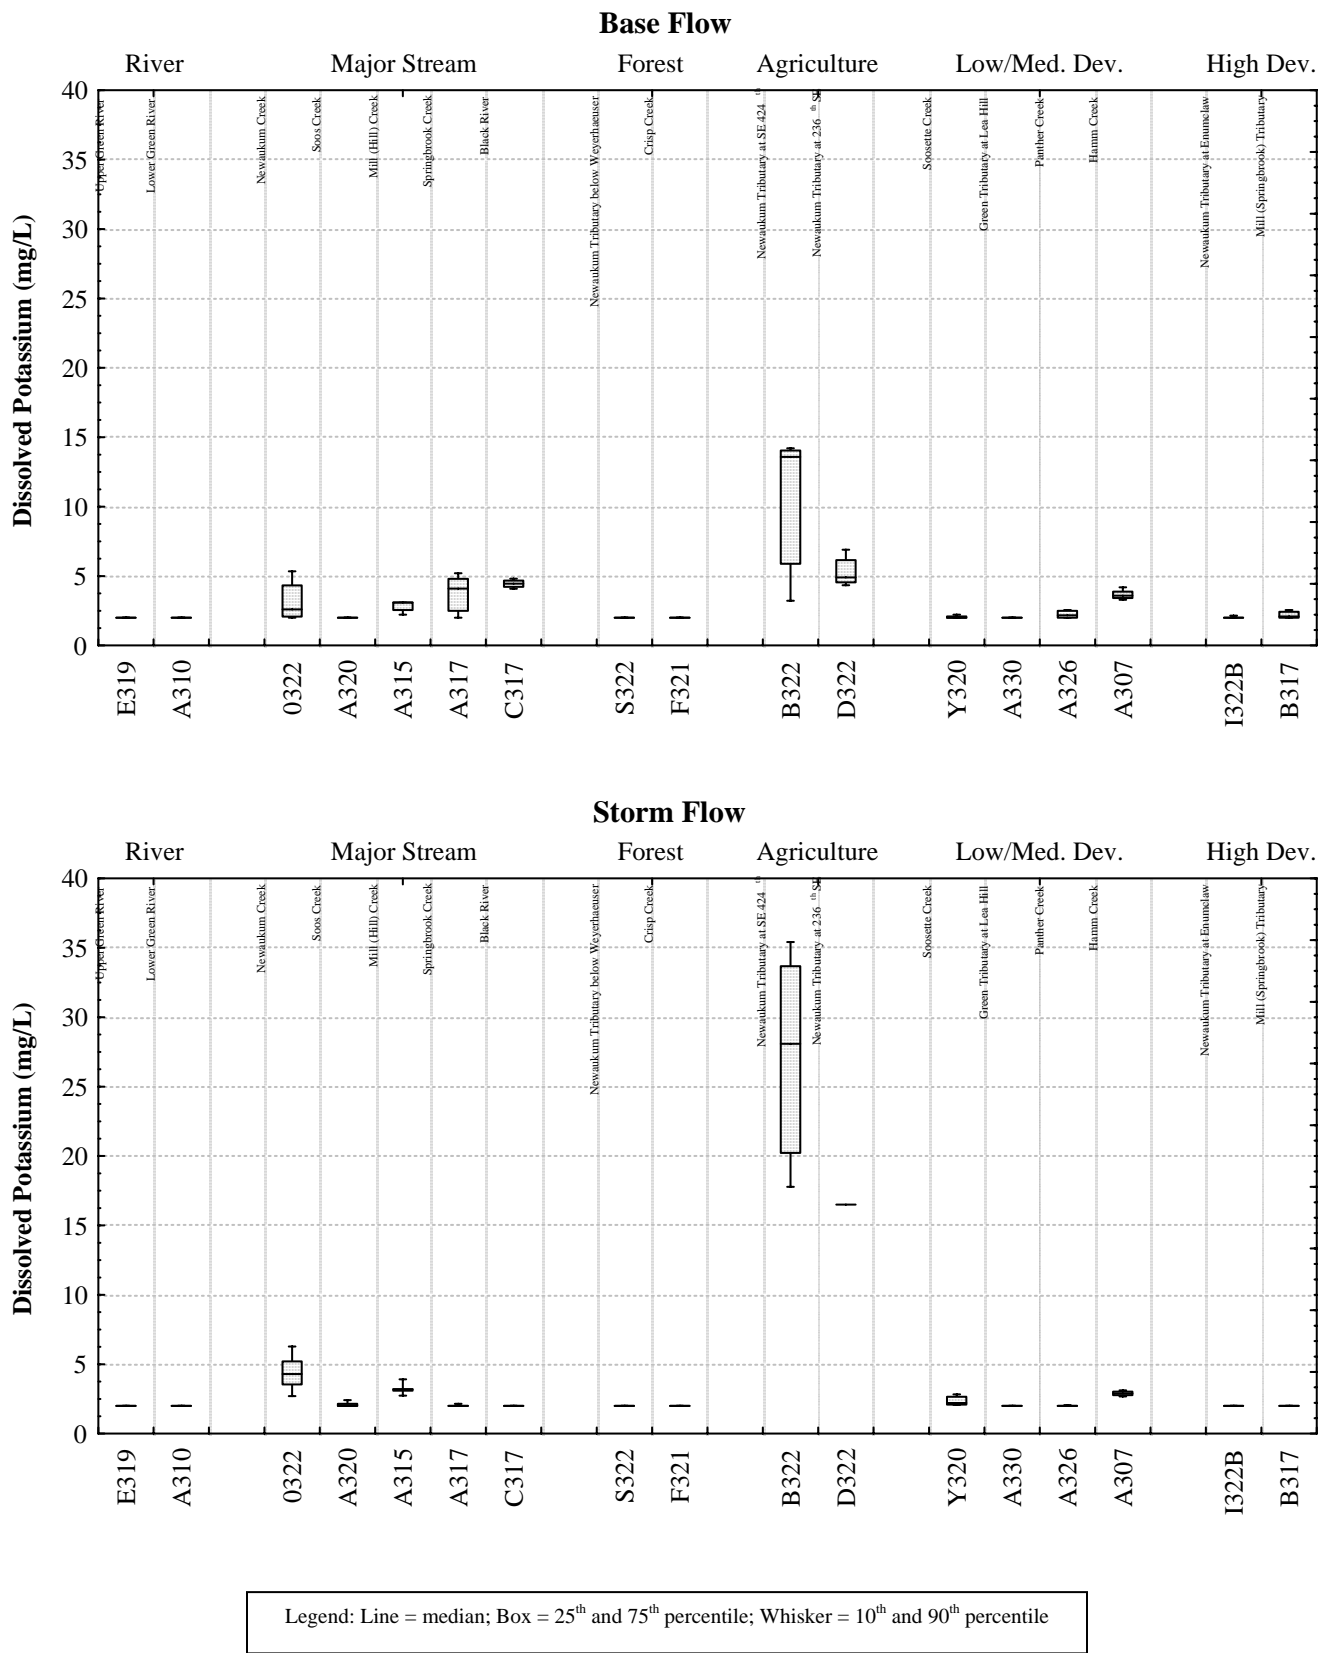 Base Flow
River Major Stream Forest Agriculture Low/Med. Dev. High Dev.
Dissolved Potassium (mg/L)
40
35
30
25
20
15
10
5
0
Upper Green River
Lower Green River
Newaukum Creek
Soos Creek
Mill (Hill) Creek
Springbrook Creek
Black River
Newaukum Tributary below Weyerhaeuser
Crisp Creek
Newaukum Tributary at SE 424 th
Newaukum Tributary at 236 th SE
Soosette Creek
Green Tributary at Lea Hill
Panther Creek
Hamm Creek
Newaukum Tributary at Enumclaw
Mill (Springbrook) Tributary
E319 A310 0322 A320 A315 A317 C317 S322 F321 B322 D322 Y320 A330 A326 A307 I322B B317
Storm Flow
River Major Stream Forest Agriculture Low/Med. Dev. High Dev.
Dissolved Potassium (mg/L)
40
35
30
25
20
15
10
5
0
Upper Green River
Lower Green River
Newaukum Creek
Soos Creek
Mill (Hill) Creek
Springbrook Creek
Black River
Newaukum Tributary below Weyerhaeuser
Crisp Creek
Newaukum Tributary at SE 424 th
Newaukum Tributary at 236 th SE
Soosette Creek
Green Tributary at Lea Hill
Panther Creek
Hamm Creek
Newaukum Tributary at Enumclaw
Mill (Springbrook) Tributary
E319 A310 0322 A320 A315 A317 C317 S322 F321 B322 D322 Y320 A330 A326 A307 I322B B317
Legend: Line = median; Box = 25th and 75th percentile; Whisker = 10th and 90th percentile